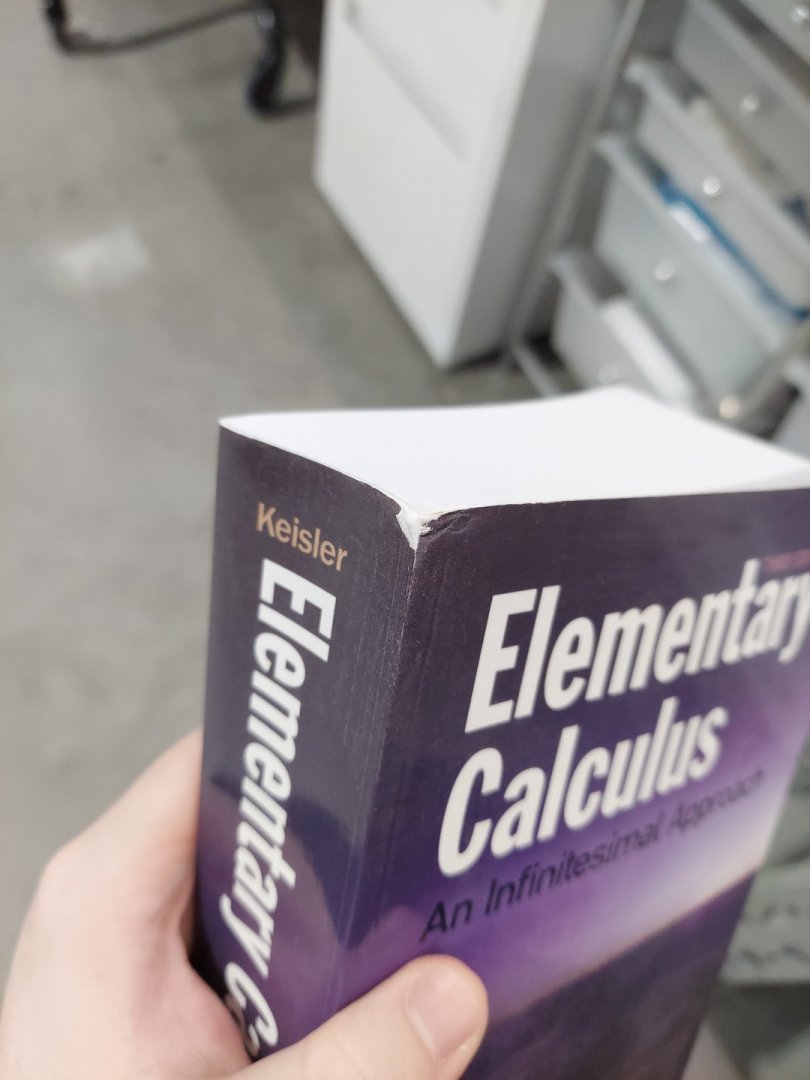 Keisler
Elementary C
Elementary
Calculus
An Infinitesimal Approach